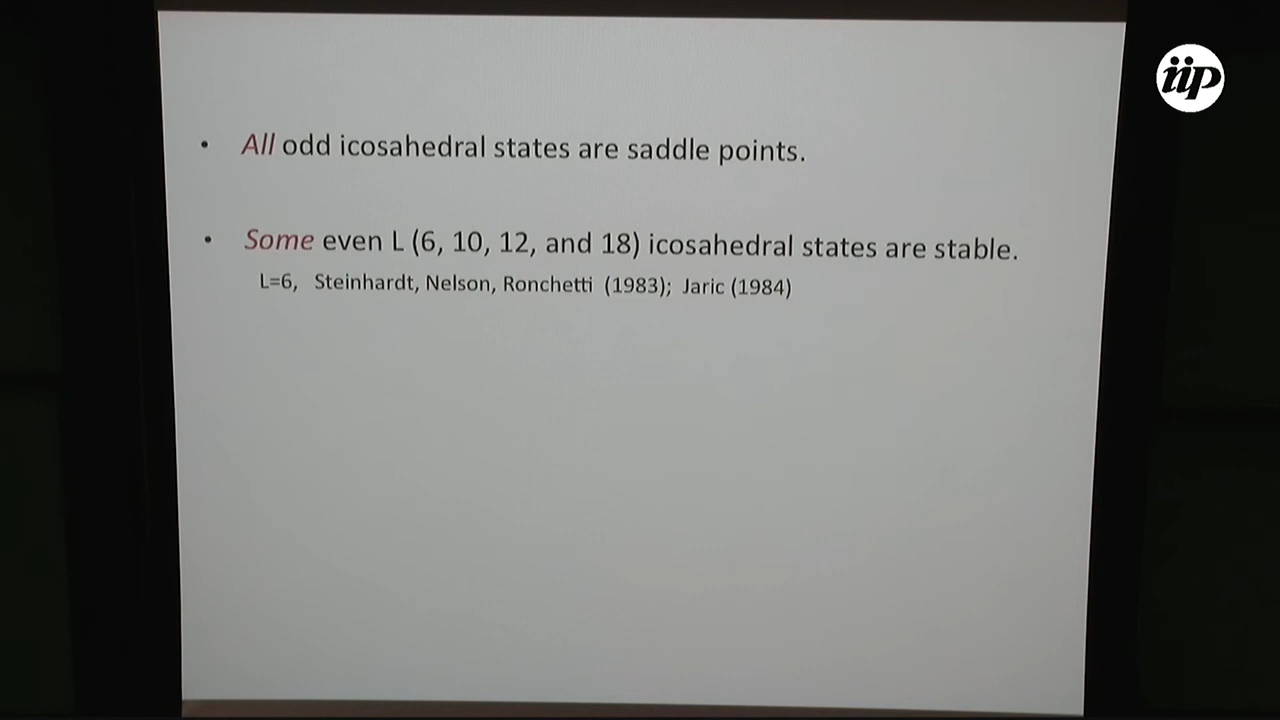 iip
• All odd icosahedral states are saddle points.
• Some even L (6, 10, 12, and 18) icosahedral states are stable.
L=6, Steinhardt, Nelson, Ronchetti (1983); Jaric (1984)